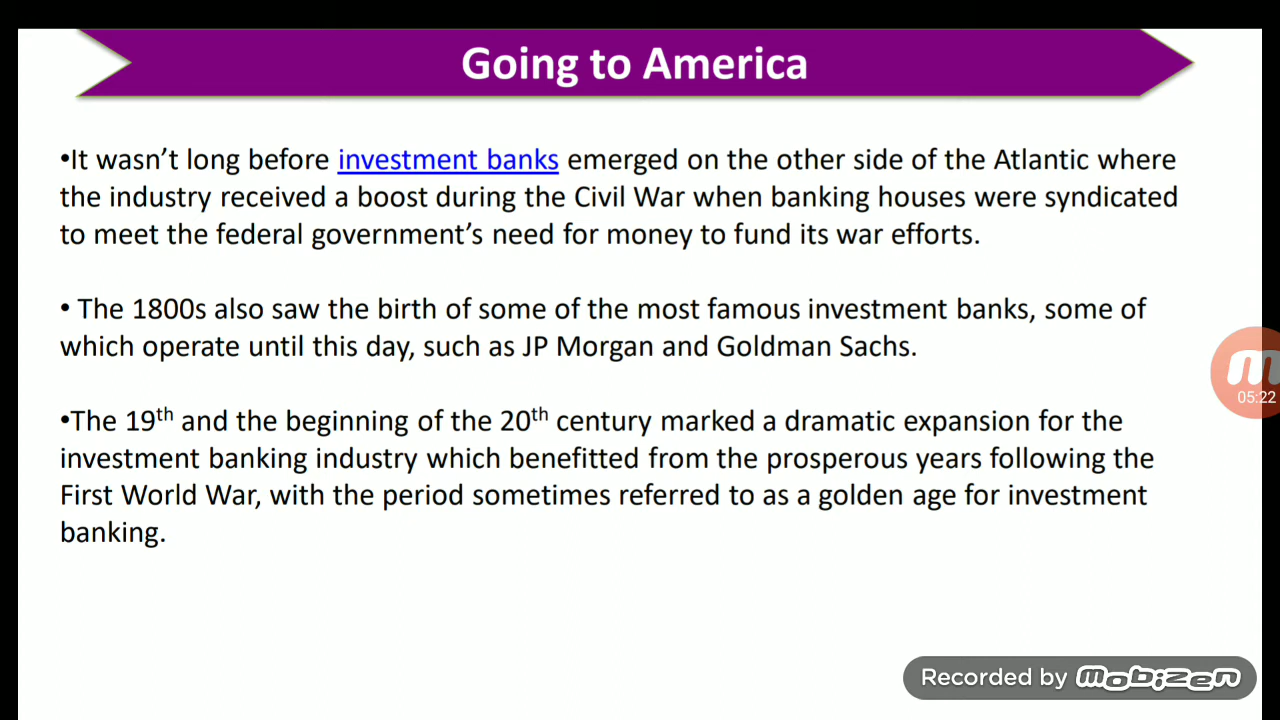 Going to America
•It wasn’t long before investment banks emerged on the other side of the Atlantic where
the industry received a boost during the Civil War when banking houses were syndicated
to meet the federal government’s need for money to fund its war efforts.
• The 1800s also saw the birth of some of the most famous investment banks, some of
which operate until this day, such as JP Morgan and Goldman Sachs.
•The 19th and the beginning of the 20th century marked a dramatic expansion for the
investment banking industry which benefitted from the prosperous years following the
First World War, with the period sometimes referred to as a golden age for investment
banking.
05:22
Recorded by mobizen